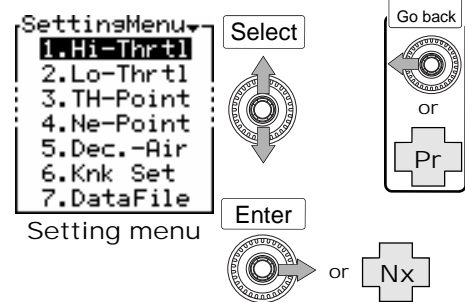 SettingMenu
1.Hi-Thrtl
2.Lo-Thrtl
3.TH-Point
4.Ne-Point
5.Dec.-Air
6.Knk Set
7.DataFile
Setting menu
Select
Enter
or
Nx
Go back
or
Pr